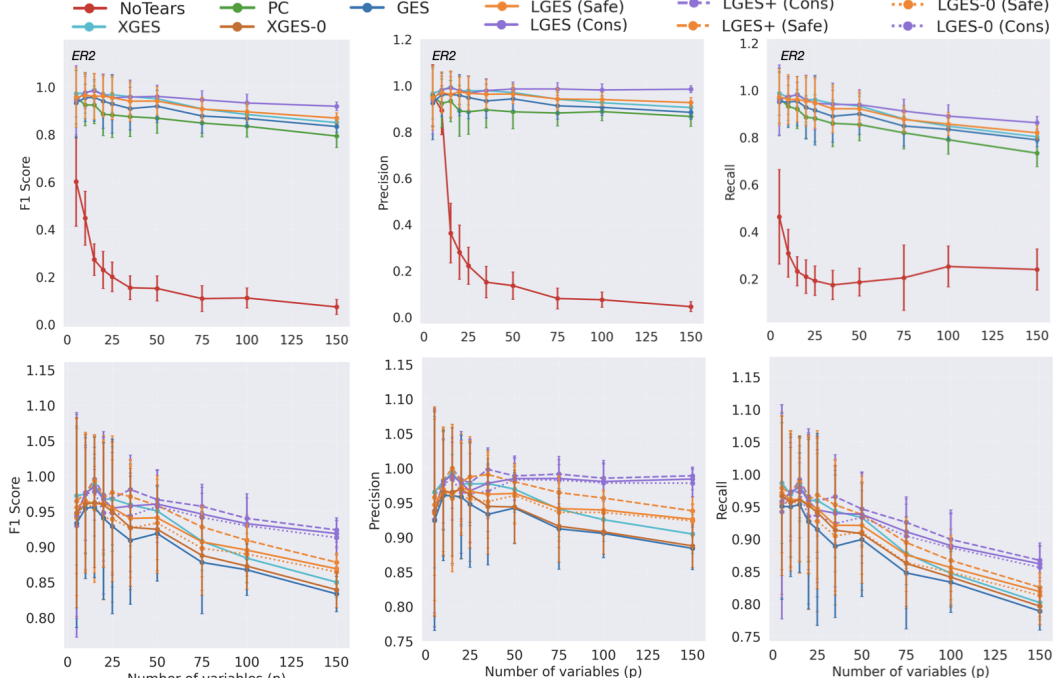 NoTears PC GES LGES (Safe) LGES+ (Cons) LGES-0 (Safe)
XGES XGES-0 LGES (Cons) LGES+ (Safe) LGES-0 (Cons)
ER2
F1 Score
1.0
0.8
0.6
0.4
0.2
0.0
0 25 50 75 100 125 150
ER2
Precision
1.2
1.0
0.8
0.6
0.4
0.2
0.0
0 25 50 75 100 125 150
ER2
Recall
1.2
1.0
0.8
0.6
0.4
0.2
0 25 50 75 100 125 150
F1 Score
1.15
1.10
1.05
1.00
0.95
0.90
0.85
0.80
0 25 50 75 100 125 150
Number of variables (p)
Precision
1.15
1.10
1.05
1.00
0.95
0.90
0.85
0.80
0.75
0 25 50 75 100 125 150
Number of variables (p)
Recall
1.15
1.10
1.05
1.00
0.95
0.90
0.85
0.80
0.75
0 25 50 75 100 125 150
Number of variables (p)